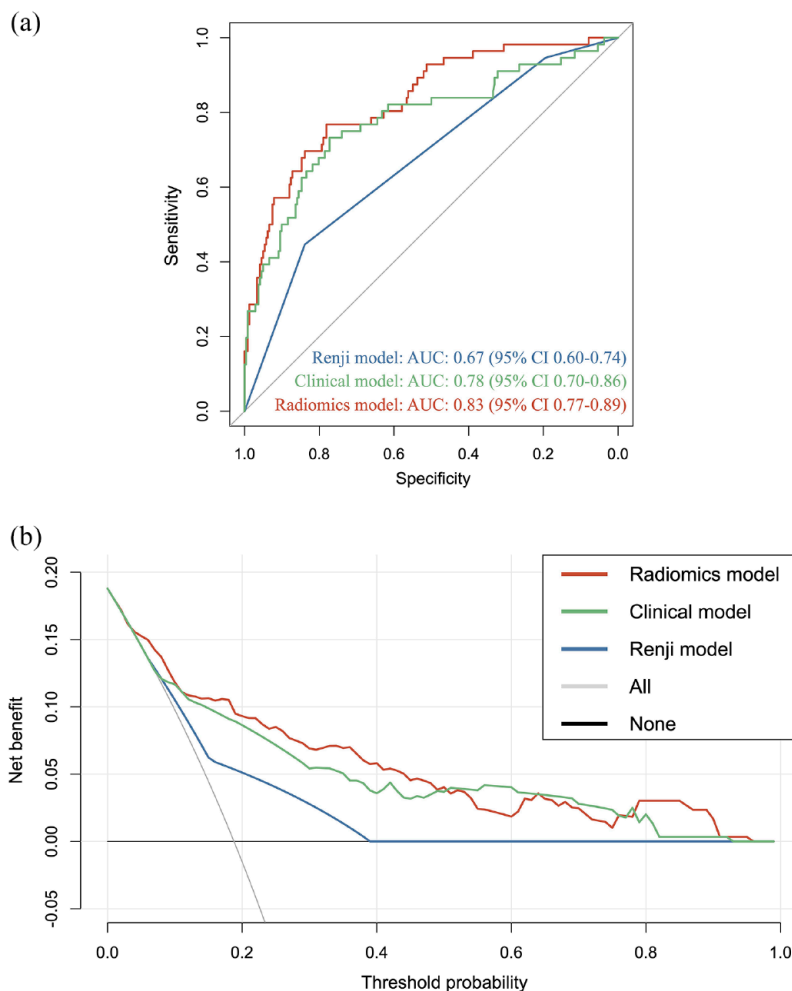 (a)
1.0
0.8
0.6
0.4
0.2
0.0
Sensitivity
Renji model: AUC: 0.67 (95% CI 0.60-0.74)
Clinical model: AUC: 0.78 (95% CI 0.70-0.86)
Radiomics model: AUC: 0.83 (95% CI 0.77-0.89)
1.0 0.8 0.6 0.4 0.2 0.0
Specificity
(b)
0.20
0.15
0.10
0.05
0.00
-0.05
Net benefit
Radiomics model
Clinical model
Renji model
All
None
0.0 0.2 0.4 0.6 0.8 1.0
Threshold probability